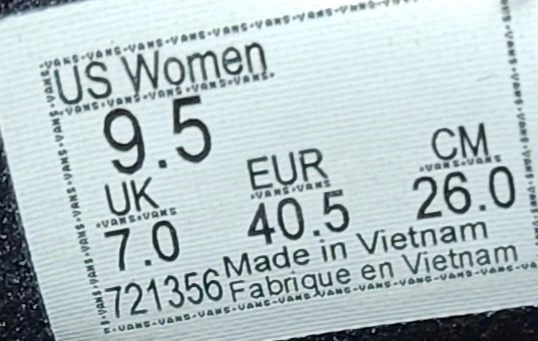 US Women
9.5
UK EUR CM
7.0 40.5 26.0
721356 Made in Vietnam
Fabrique en Vietnam
VANS